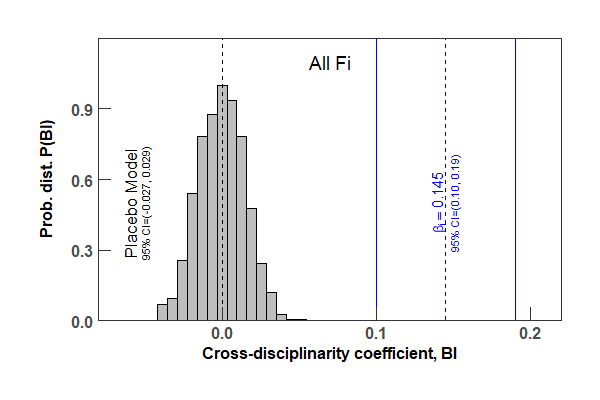 All Fi
Prob. dist. P(BI)
0.9
0.6
0.3
0.0
Placebo Model
95% CI=(-0.027, 0.029)
βL= 0.145
95% CI=(0.10, 0.19)
0.0
0.1
0.2
Cross-disciplinarity coefficient, BI